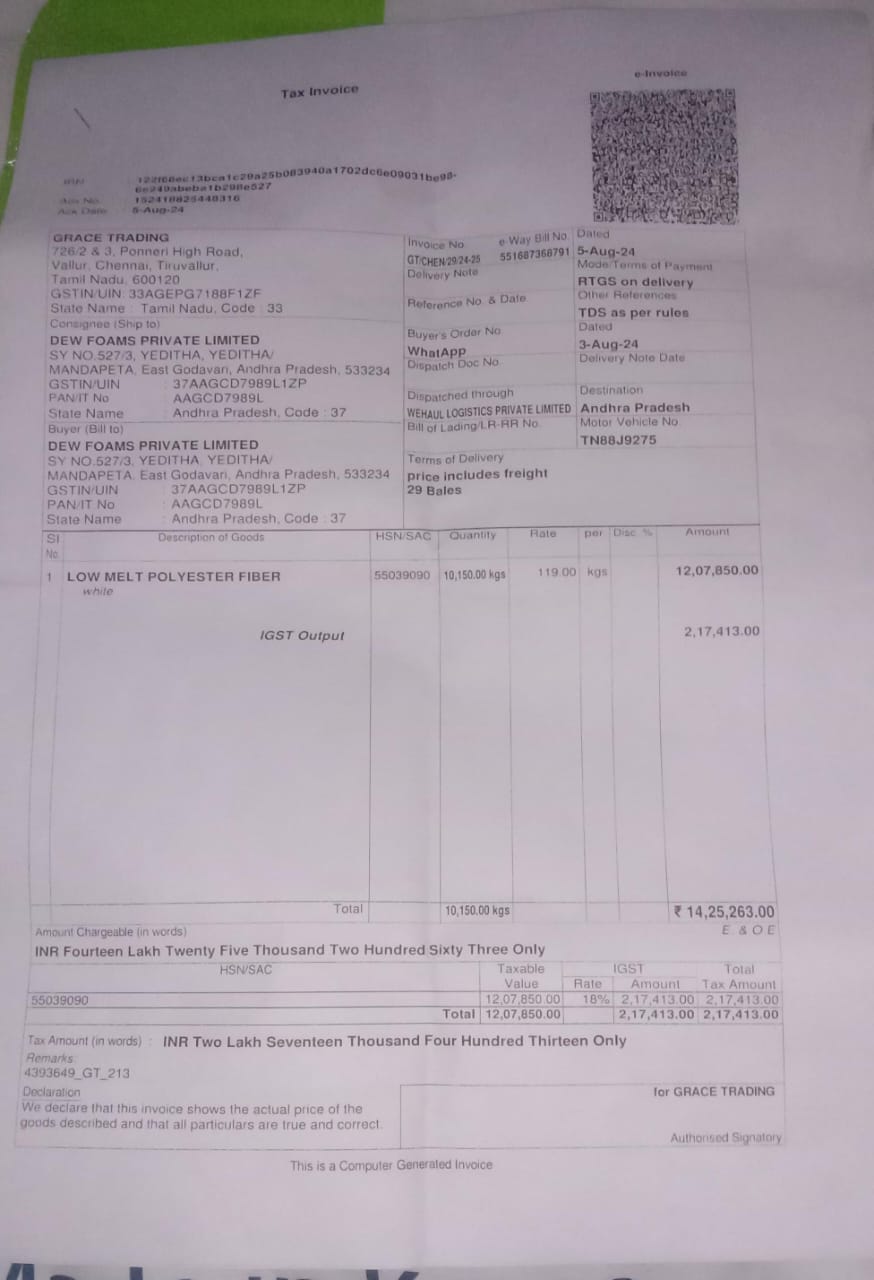 Tax Invoice
e-Invoice
IRN : 122f68ec13bca1c29a25b083940a1702dc6e09031be98-
6e249abeba1b298e527
Ack No. : 152418825448316
Ack Date : 5-Aug-24
GRACE TRADING
726/2 & 3, Ponneri High Road,
Vallur, Chennai, Tiruvallur,
Tamil Nadu, 600120
GSTIN/UIN: 33AGEPG7188F1ZF
State Name : Tamil Nadu, Code : 33
Invoice No. e-Way Bill No. Dated
GT/CHEN/29/24-25 551687368791 5-Aug-24
Delivery Note Mode/Terms of Payment
RTGS on delivery
Reference No. & Date. Other References
TDS as per rules
Consignee (Ship to)
DEW FOAMS PRIVATE LIMITED
SY NO.527/3, YEDITHA, YEDITHA/
MANDAPETA, East Godavari, Andhra Pradesh, 533234
GSTIN/UIN : 37AAGCD7989L1ZP
PAN/IT No : AAGCD7989L
State Name : Andhra Pradesh, Code : 37
Buyer's Order No. Dated
WhatApp 3-Aug-24
Dispatch Doc No. Delivery Note Date
Dispatched through Destination
WEHAUL LOGISTICS PRIVATE LIMITED Andhra Pradesh
Bill of Lading/LR-RR No. Motor Vehicle No.
TN88J9275
Buyer (Bill to)
DEW FOAMS PRIVATE LIMITED
SY NO.527/3, YEDITHA, YEDITHA/
MANDAPETA, East Godavari, Andhra Pradesh, 533234
GSTIN/UIN : 37AAGCD7989L1ZP
PAN/IT No : AAGCD7989L
State Name : Andhra Pradesh, Code : 37
Terms of Delivery
price includes freight
29 Bales
Sl Description of Goods HSN/SAC Quantity Rate per Disc. % Amount
No.
1 LOW MELT POLYESTER FIBER 55039090 10,150.00 kgs 119.00 kgs 12,07,850.00
white
IGST Output 2,17,413.00
Total 10,150.00 kgs ₹ 14,25,263.00
Amount Chargeable (in words) E. & O.E
INR Fourteen Lakh Twenty Five Thousand Two Hundred Sixty Three Only
HSN/SAC Taxable IGST Total
Value Rate Amount Tax Amount
55039090 12,07,850.00 18% 2,17,413.00 2,17,413.00
Total 12,07,850.00 2,17,413.00 2,17,413.00
Tax Amount (in words) : INR Two Lakh Seventeen Thousand Four Hundred Thirteen Only
Remarks:
4393649_GT_213
Declaration
We declare that this invoice shows the actual price of the
goods described and that all particulars are true and correct.
for GRACE TRADING
Authorised Signatory
This is a Computer Generated Invoice